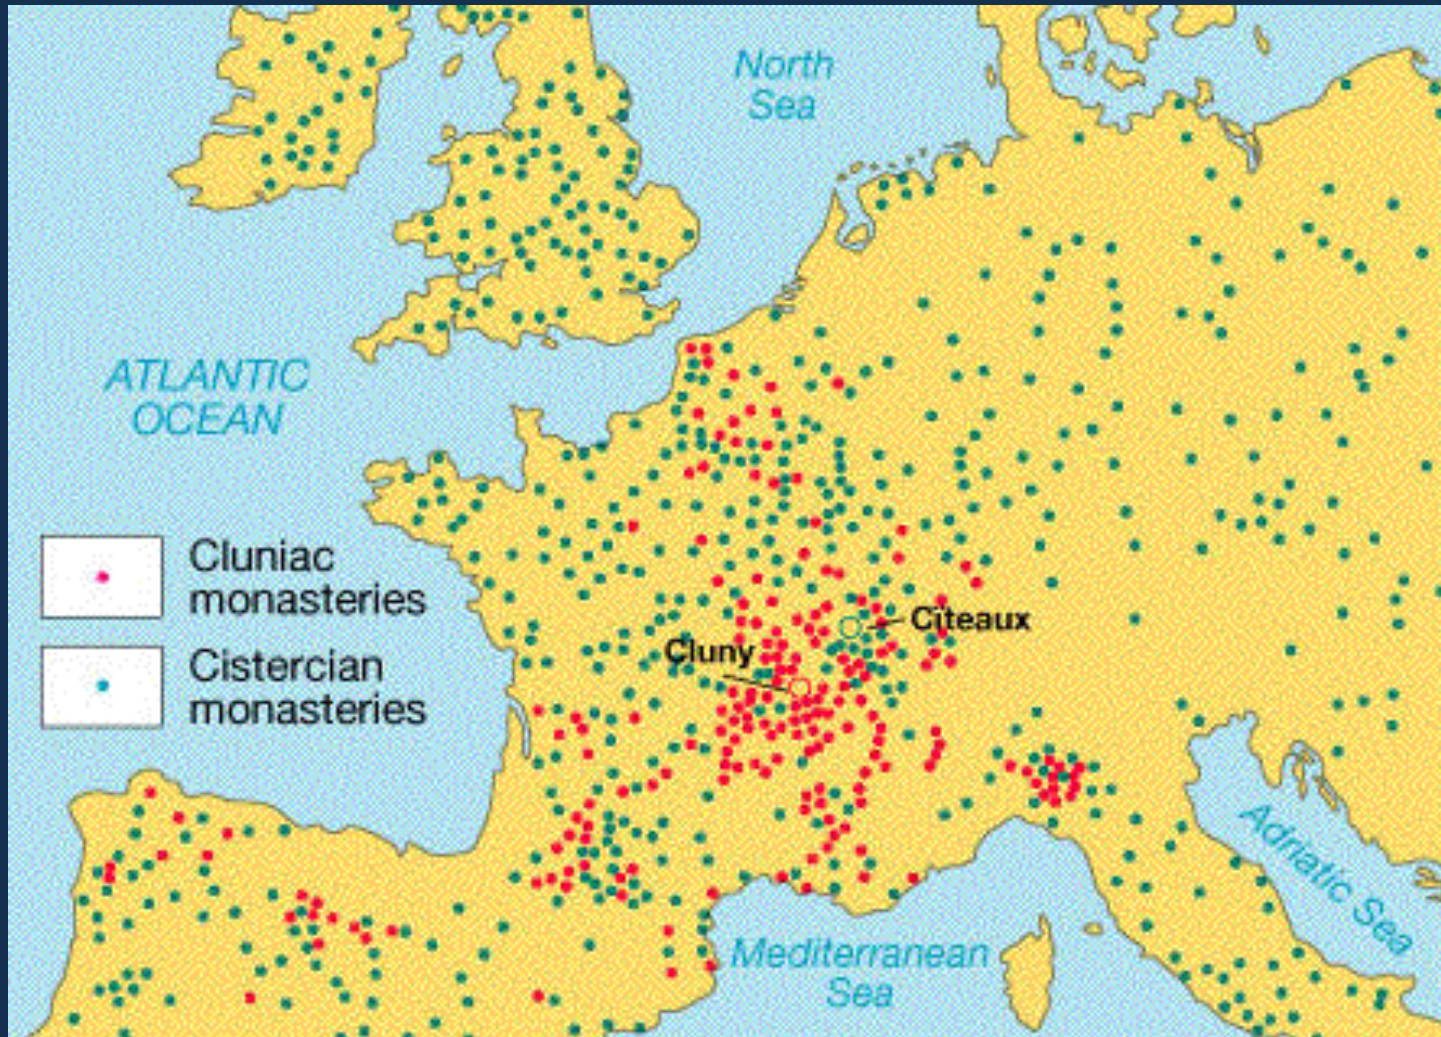 North
Sea
ATLANTIC
OCEAN
Cluniac
monasteries
Cîteaux
Cluny
Cistercian
monasteries
Adriatic Sea
Mediterranean
Sea